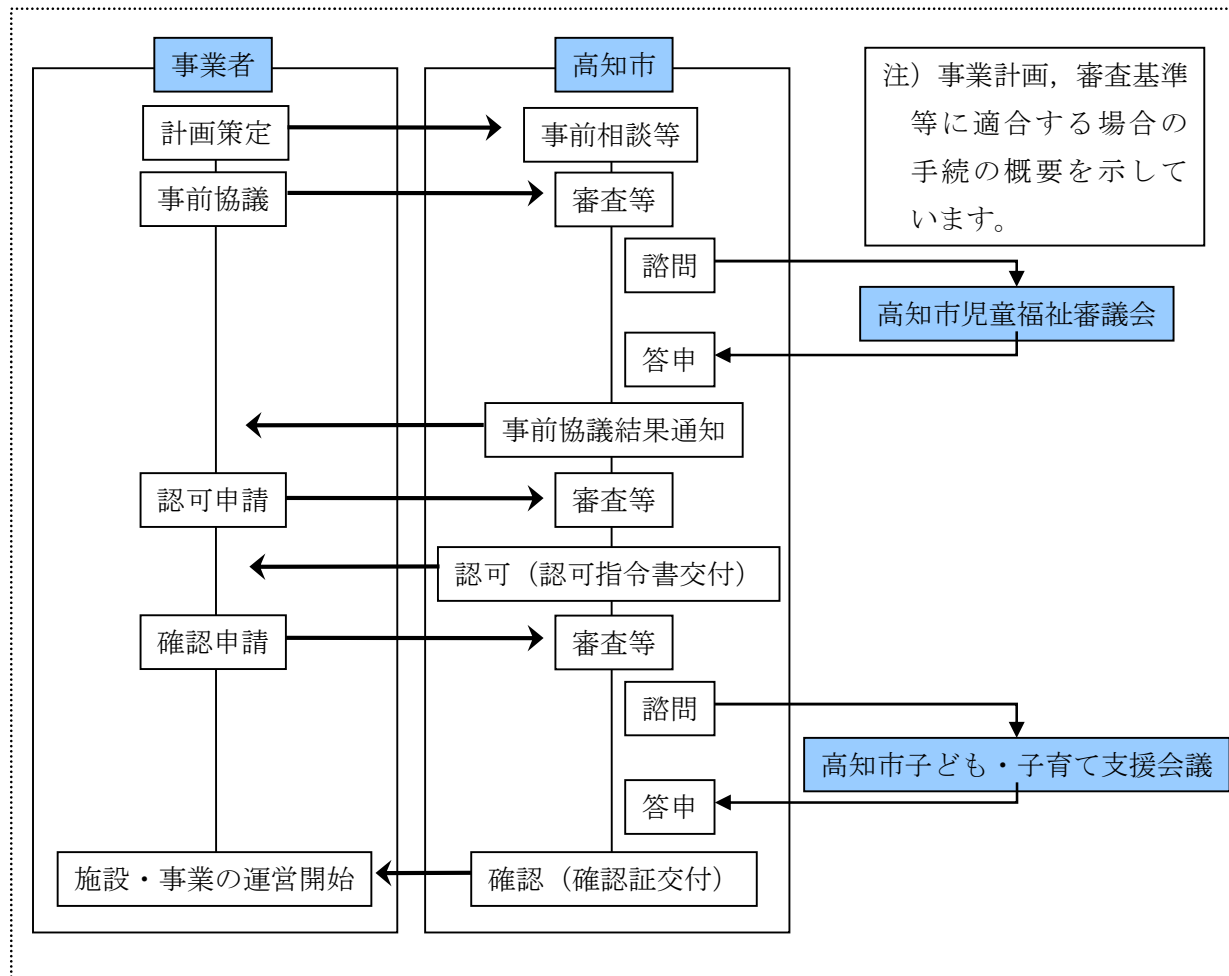 事業者
高知市
注）事業計画，審査基準
等に適合する場合の
手続の概要を示して
います。
計画策定
事前相談等
事前協議
審査等
諮問
高知市児童福祉審議会
答申
事前協議結果通知
認可申請
審査等
認可（認可指令書交付）
確認申請
審査等
諮問
高知市子ども・子育て支援会議
答申
施設・事業の運営開始
確認（確認証交付）